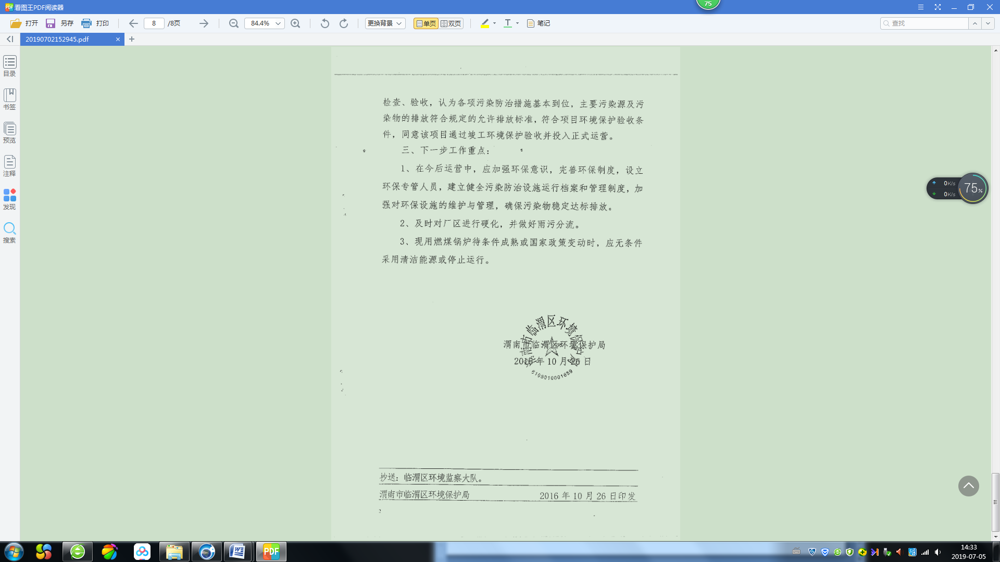 看图王PDF阅读器
75
打开 另存 打印 8 /8页 84.4% 更换背景 单页 双页 笔记 查找
20190702152945.pdf
目录
书签
预览
注释
发现
搜索
检查、验收，认为各项污染防治措施基本到位，主要污染源及污
染物的排放符合规定的允许排放标准，符合项目环境保护验收条
件，同意该项目通过竣工环境保护验收并投入正式运营。
三、下一步工作重点：
1、在今后运营中，应加强环保意识，完善环保制度，设立
环保专管人员，建立健全污染防治设施运行档案和管理制度，加
强对环保设施的维护与管理，确保污染物稳定达标排放。
2、及时对厂区进行硬化，并做好雨污分流。
3、现用燃煤锅炉待条件成熟或国家政策变动时，应无条件
采用清洁能源或停止运行。
渭南市临渭区环境保护局
渭南市临渭区环境保护局
2016 年 10 月 26 日
6105010001659
抄送：临渭区环境监察大队。
渭南市临渭区环境保护局 2016 年 10 月 26 日印发
0K/s
0K/s
75%
PDF
14:33
2019-07-05